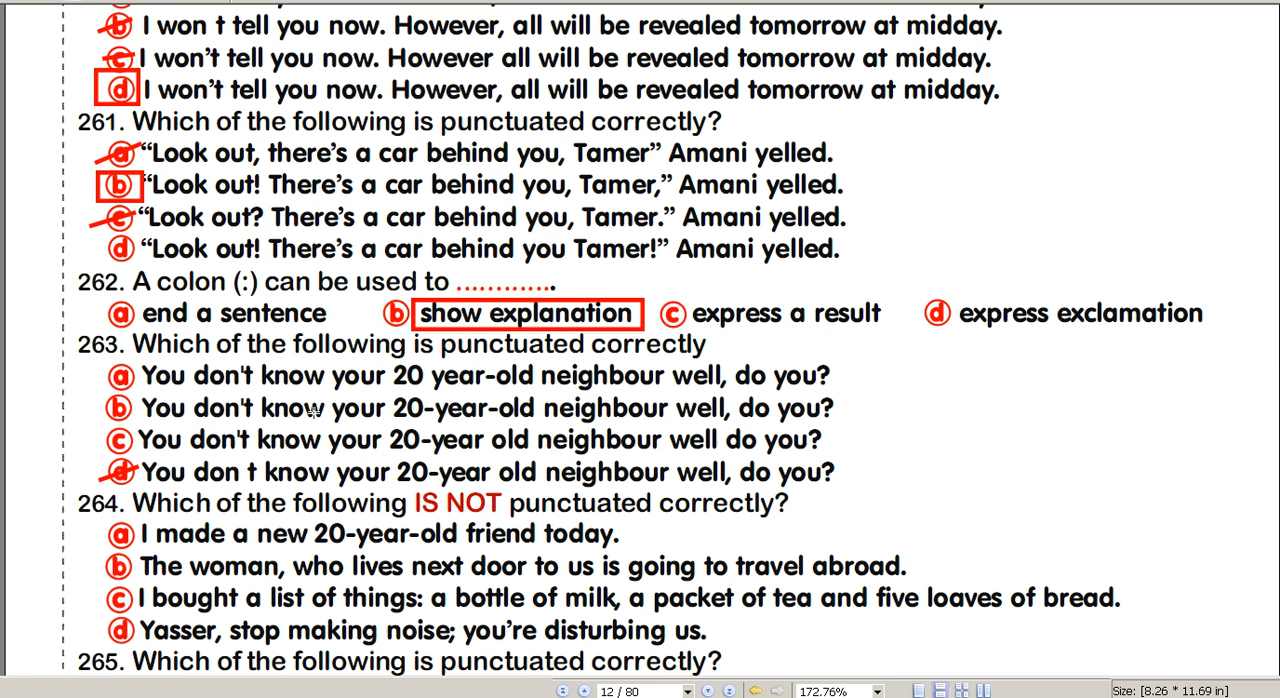 b I won t tell you now. However, all will be revealed tomorrow at midday.
c I won't tell you now. However all will be revealed tomorrow at midday.
d I won't tell you now. However, all will be revealed tomorrow at midday.
261. Which of the following is punctuated correctly?
a "Look out, there's a car behind you, Tamer" Amani yelled.
b "Look out! There's a car behind you, Tamer," Amani yelled.
c "Look out? There's a car behind you, Tamer." Amani yelled.
d "Look out! There's a car behind you Tamer!" Amani yelled.
262. A colon (:) can be used to .............
a end a sentence b show explanation c express a result d express exclamation
263. Which of the following is punctuated correctly
a You don't know your 20 year-old neighbour well, do you?
b You don't know your 20-year-old neighbour well, do you?
c You don't know your 20-year old neighbour well do you?
d You don t know your 20-year old neighbour well, do you?
264. Which of the following IS NOT punctuated correctly?
a I made a new 20-year-old friend today.
b The woman, who lives next door to us is going to travel abroad.
c I bought a list of things: a bottle of milk, a packet of tea and five loaves of bread.
d Yasser, stop making noise; you're disturbing us.
265. Which of the following is punctuated correctly?
12 / 80 172.76% Size: [8.26 * 11.69 in]